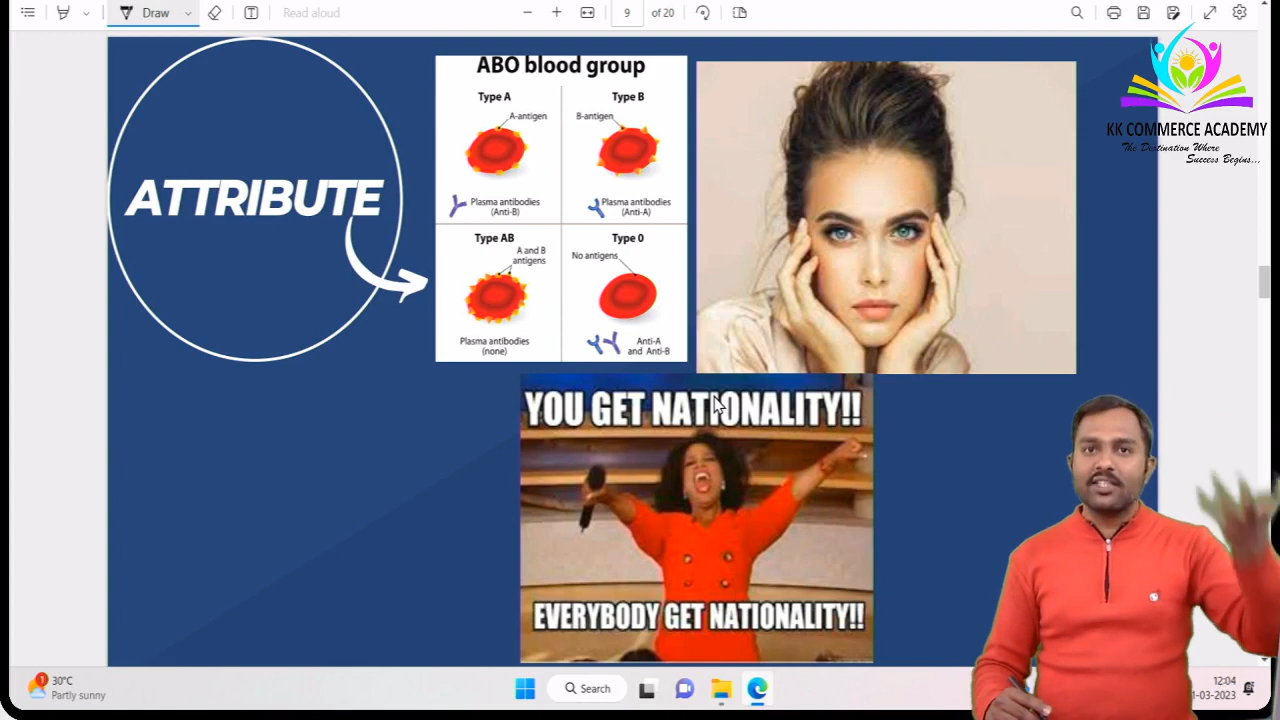 Draw
Read aloud
9
of 20
KK COMMERCE ACADEMY
The Destination Where
Success Begins...
ATTRIBUTE
ABO blood group
Type A
A-antigen
Plasma antibodies
(Anti-B)
Type B
B-antigen
Plasma antibodies
(Anti-A)
Type AB
A and B
antigens
Plasma antibodies
(none)
Type 0
No antigens
Anti-A
and Anti-B
YOU GET NATIONALITY!!
EVERYBODY GET NATIONALITY!!
1
30°C
Partly sunny
Search
12:04
1-03-2023